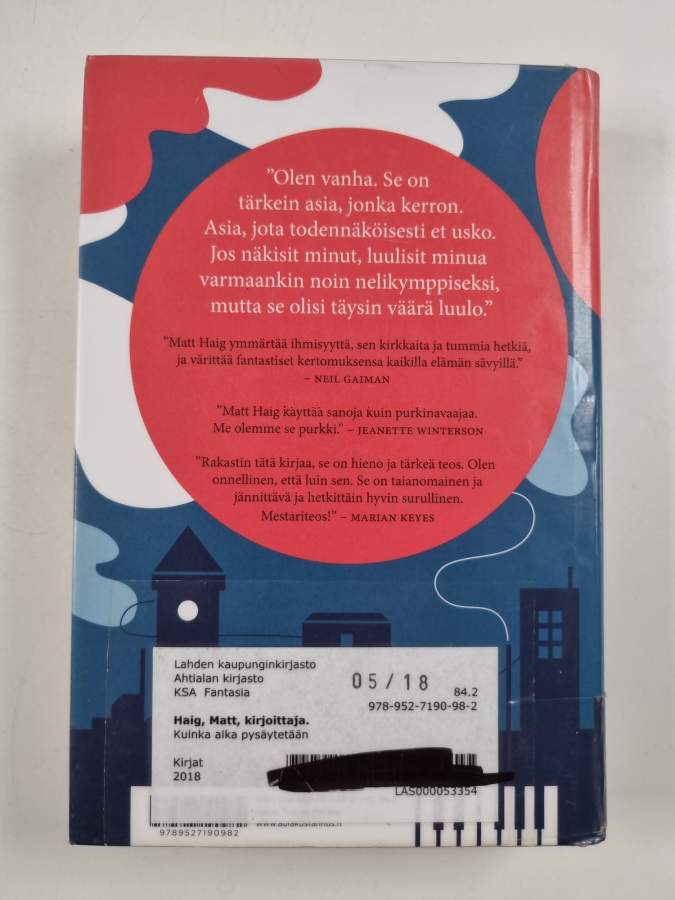 ”Olen vanha. Se on
tärkein asia, jonka kerron.
Asia, jota todennäköisesti et usko.
Jos näkisit minut, luulisit minua
varmaankin noin nelikymppiseksi,
mutta se olisi täysin väärä luulo.”
”Matt Haig ymmärtää ihmisyyttä, sen kirkkaita ja tummia hetkiä,
ja värittää fantastiset kertomuksensa kaikilla elämän sävyillä.”
– NEIL GAIMAN
”Matt Haig käyttää sanoja kuin purkinavaajaa.
Me olemme se purkki.” – JEANETTE WINTERSON
”Rakastin tätä kirjaa, se on hieno ja tärkeä teos. Olen
onnellinen, että luin sen. Se on taianomainen ja
jännittävä ja hetkittäin hyvin surullinen.
Mestariteos!” – MARIAN KEYES
Lahden kaupunginkirjasto
Ahtialan kirjasto
KSA Fantasia
05/18
84.2
978-952-7190-98-2
Haig, Matt, kirjoittaja.
Kuinka aika pysäytetään
Kirjat
2018
LAS000053354
9789527190982